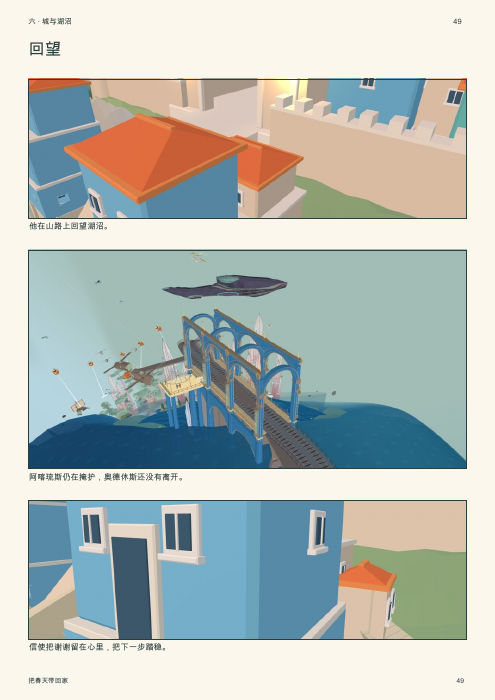 六 · 城与湖沼
49
回望
他在山路上回望湖沼。
阿喀琉斯仍在掩护，奥德休斯还没有离开。
信使把谢谢留在心里，把下一步踏稳。
把春天带回家
49